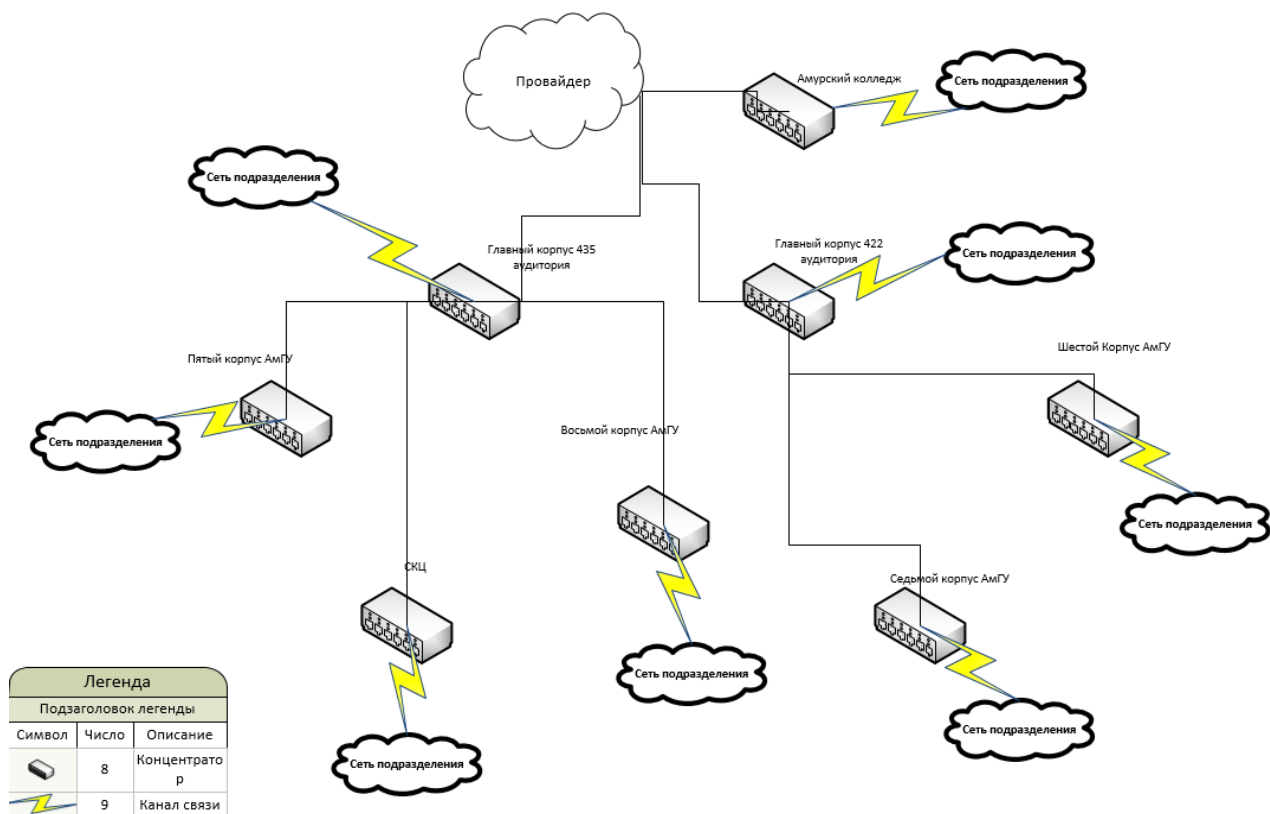 Провайдер
Амурский колледж
Сеть подразделения
Сеть подразделения
Главный корпус 435
аудитория
Главный корпус 422
аудитория
Сеть подразделения
Пятый корпус АмГУ
Шестой Корпус АмГУ
Сеть подразделения
Восьмой корпус АмГУ
Сеть подразделения
СКЦ
Седьмой корпус АмГУ
Сеть подразделения
Сеть подразделения
Сеть подразделения
Легенда
Подзаголовок легенды
Символ Число Описание
8 Концентрато
р
9 Канал связи